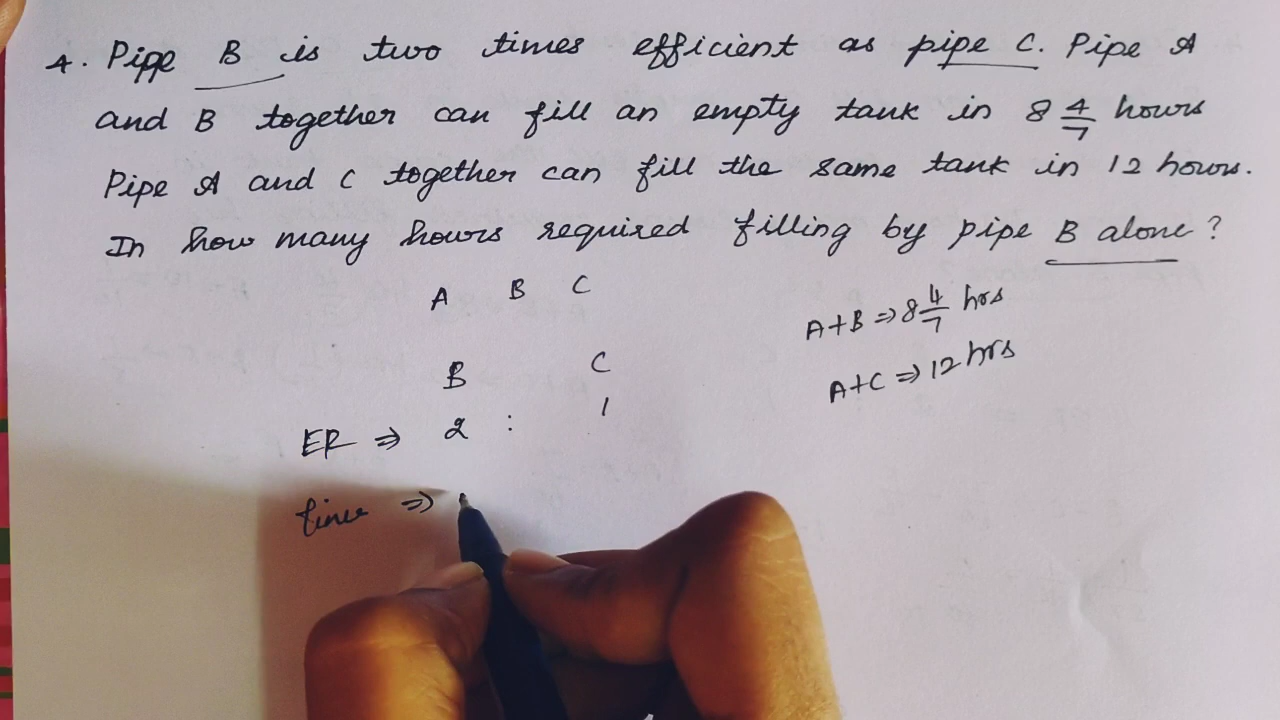 4. Pipe B is two times efficient as pipe C. Pipe A
and B together can fill an empty tank in 8 4/7 hours
Pipe A and C together can fill the same tank in 12 hours.
In how many hours required filling by pipe B alone?
A B C
A+B ⇒ 8 4/7 hrs
A+C ⇒ 12 hrs
B C
ER ⇒ 2 : 1
time ⇒